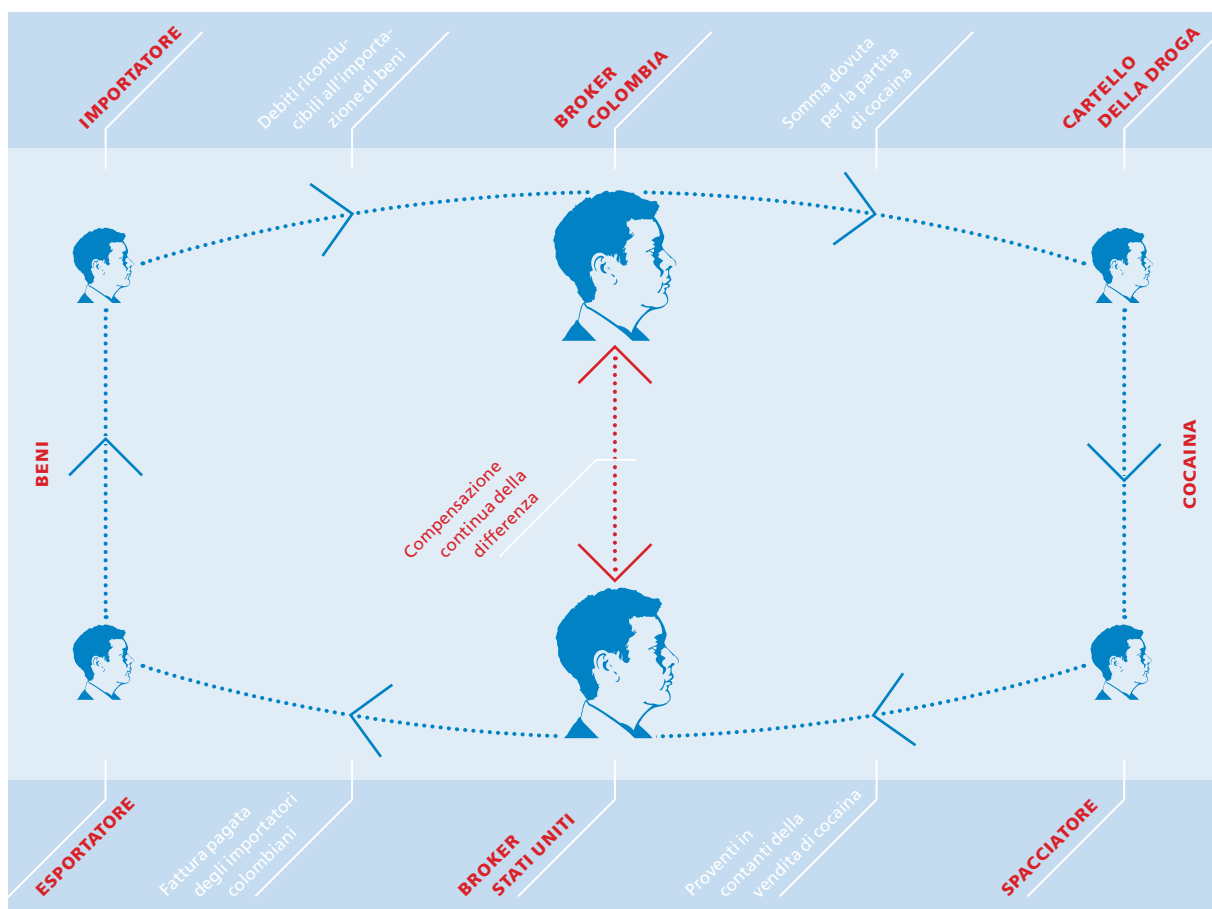 IMPORTATORE
Debiti ricondu-
cibili all'importa-
zione di beni
BROKER
COLOMBIA
Somma dovuta
per la partita
di cocaina
CARTELLO
DELLA DROGA
BENI
Compensazione
continua della
differenza
COCAINA
ESPORTATORE
Fattura pagata
degli importatori
colombiani
BROKER
STATI UNITI
Proventi in
contanti della
vendita di cocaina
SPACCIATORE